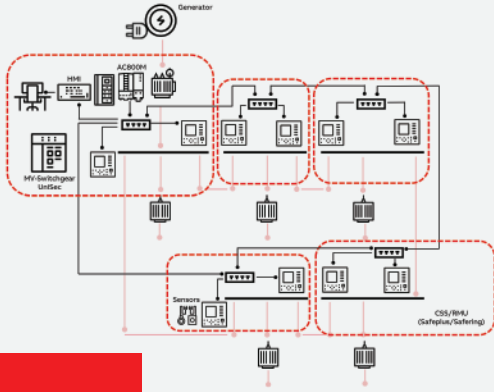 Generator
AC800M
HMI
MV-Switchgear
UniSec
Sensors
CSS/RMU
(Safeplus/Safering)